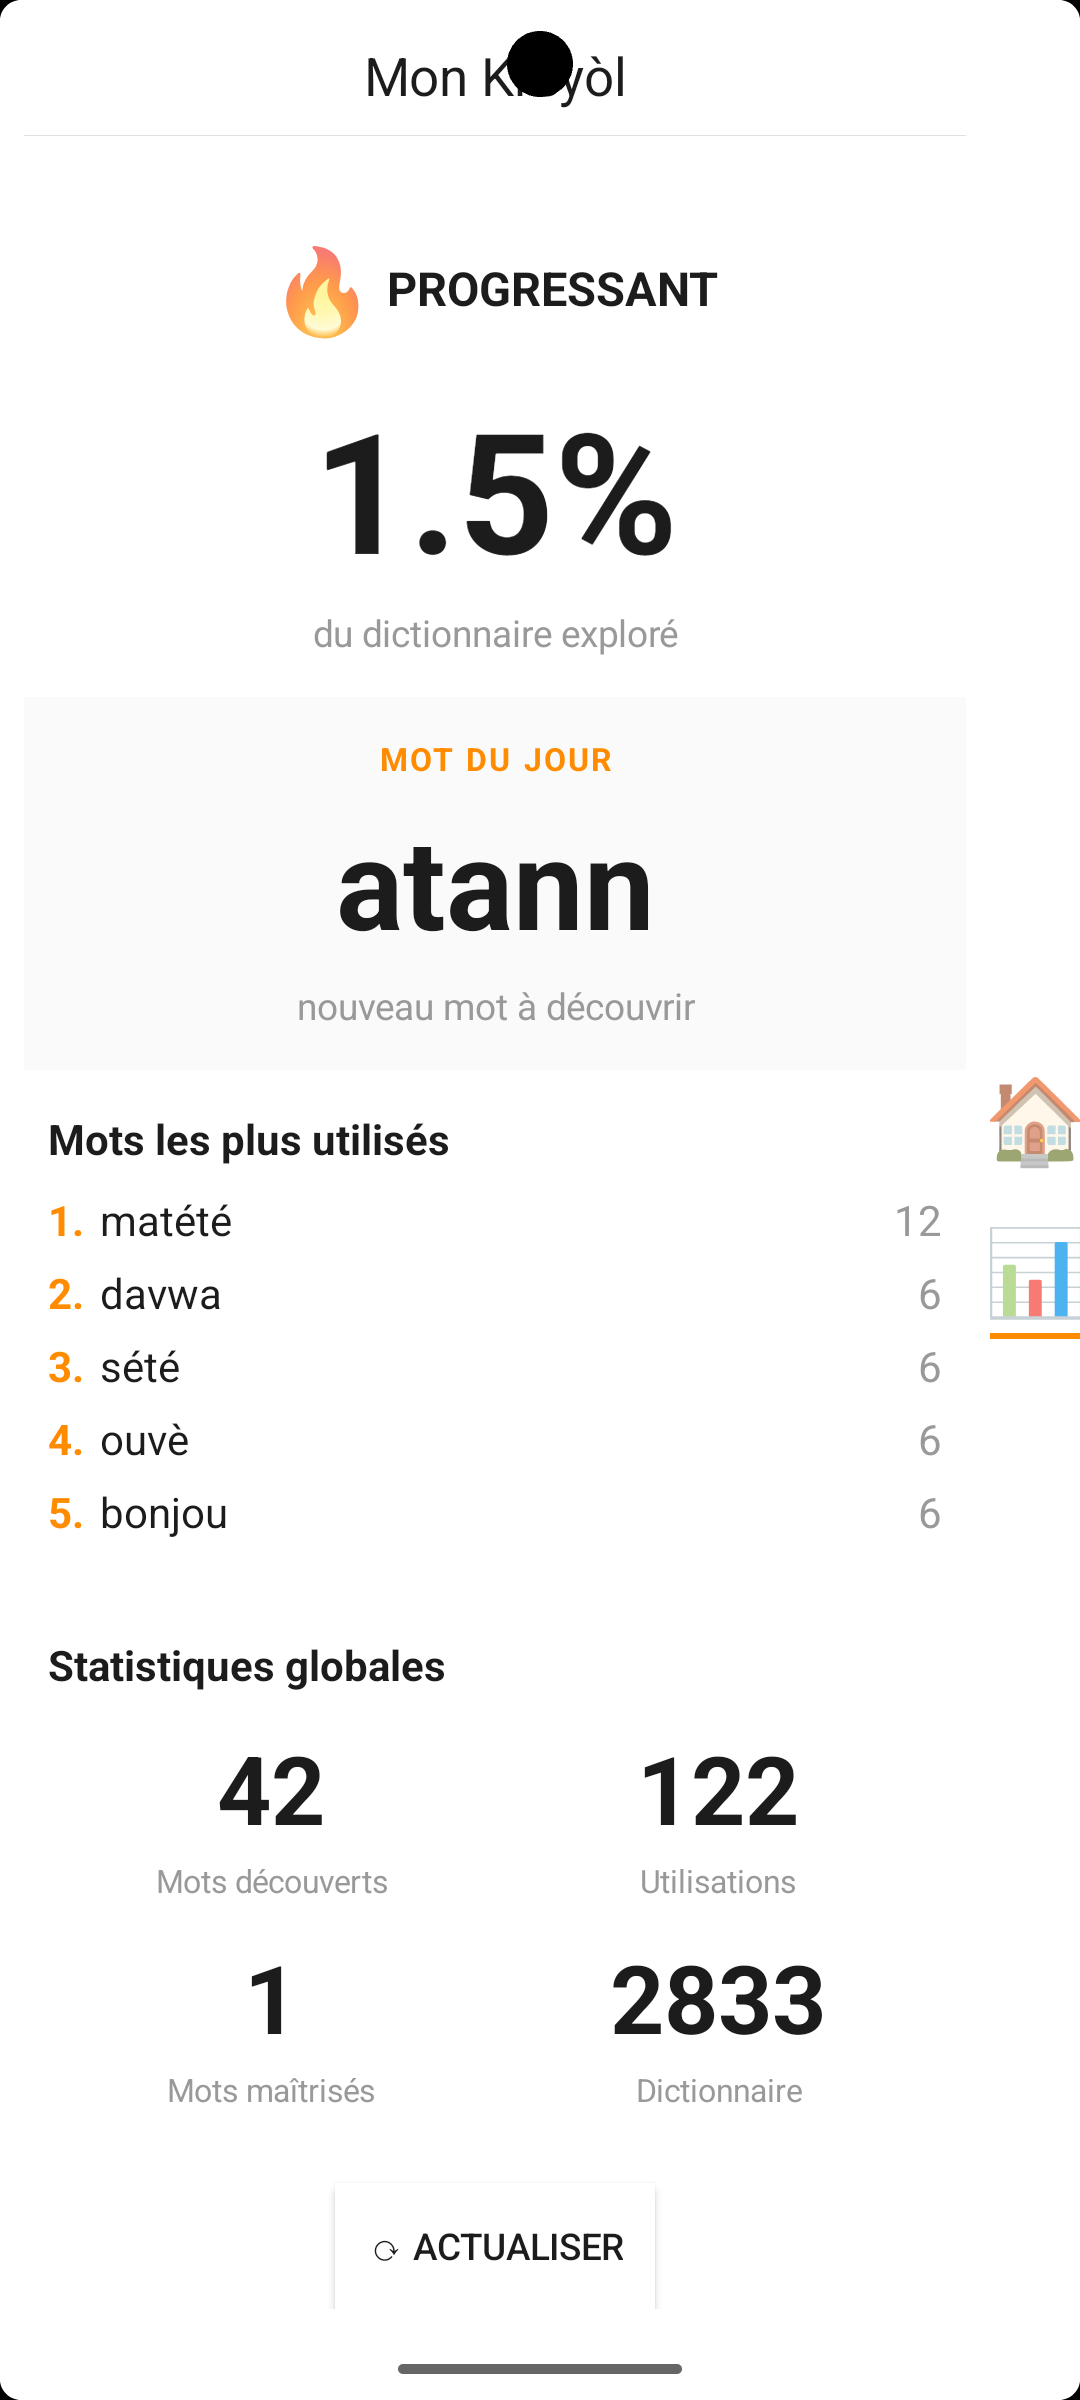 Mon
🔥 PROGRESSANT
1.5%
du dictionnaire exploré
MOT DU JOUR
atann
nouveau mot à découvrir
Mots les plus utilisés
1. matété 12
2. davwa 6
3. sété 6
4. ouvè 6
5. bonjou 6
Statistiques globales
42 122
Mots découverts Utilisations
1 2833
Mots maîtrisés Dictionnaire
⟳ ACTUALISER